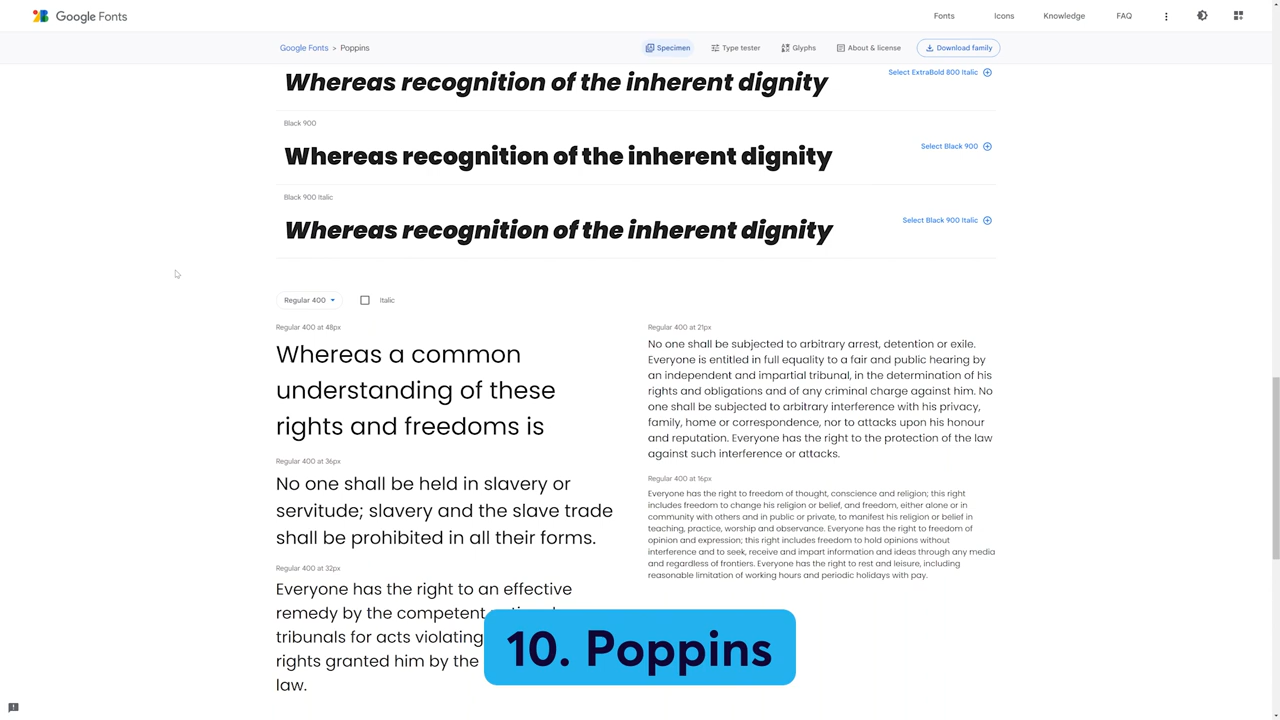 Google Fonts
Fonts Icons Knowledge FAQ
Google Fonts > Poppins
Specimen Type tester Glyphs About & license Download family
Whereas recognition of the inherent dignity
Select ExtraBold 800 Italic
Black 900
Whereas recognition of the inherent dignity
Select Black 900
Black 900 Italic
Whereas recognition of the inherent dignity
Select Black 900 Italic
Regular 400
Italic
Regular 400 at 48px
Whereas a common
understanding of these
rights and freedoms is
Regular 400 at 36px
No one shall be held in slavery or
servitude; slavery and the slave trade
shall be prohibited in all their forms.
Regular 400 at 32px
Everyone has the right to an effective
remedy by the competent
tribunals for acts violating
rights granted him by the
law.
Regular 400 at 21px
No one shall be subjected to arbitrary arrest, detention or exile.
Everyone is entitled in full equality to a fair and public hearing by
an independent and impartial tribunal, in the determination of his
rights and obligations and of any criminal charge against him. No
one shall be subjected to arbitrary interference with his privacy,
family, home or correspondence, nor to attacks upon his honour
and reputation. Everyone has the right to the protection of the law
against such interference or attacks.
Regular 400 at 16px
Everyone has the right to freedom of thought, conscience and religion; this right
includes freedom to change his religion or belief, and freedom, either alone or in
community with others and in public or private, to manifest his religion or belief in
teaching, practice, worship and observance. Everyone has the right to freedom of
opinion and expression; this right includes freedom to hold opinions without
interference and to seek, receive and impart information and ideas through any media
and regardless of frontiers. Everyone has the right to rest and leisure, including
reasonable limitation of working hours and periodic holidays with pay.
10. Poppins